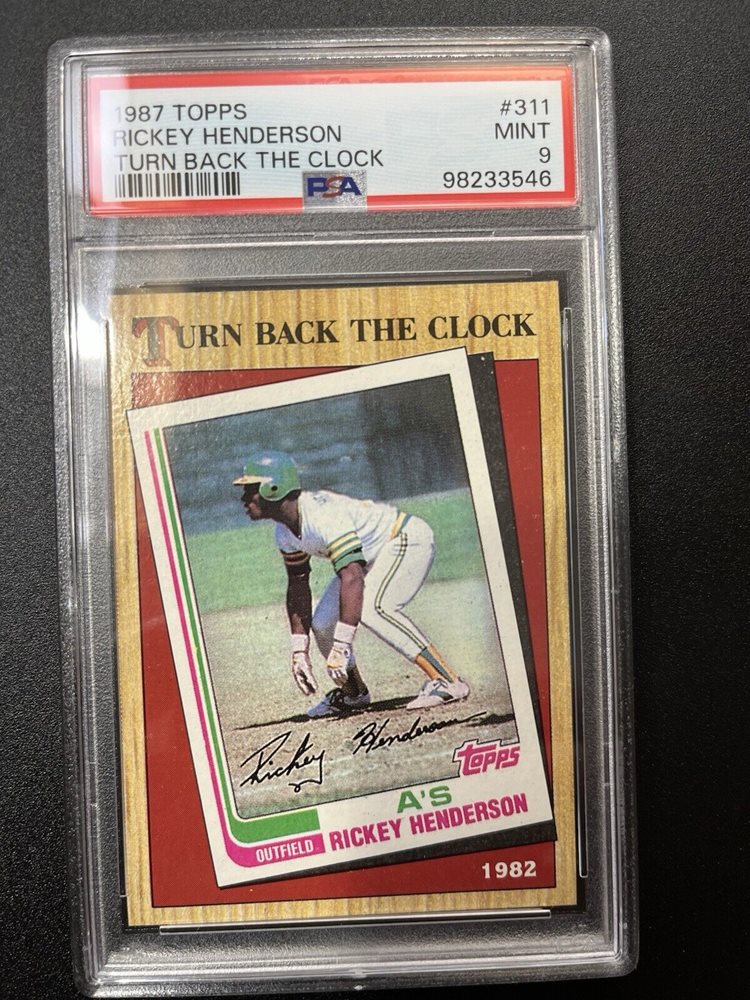 1987 TOPPS #311
RICKEY HENDERSON MINT
TURN BACK THE CLOCK 9
PSA 98233546
TURN BACK THE CLOCK
Rickey Henderson
Topps
A'S
OUTFIELD RICKEY HENDERSON
1982